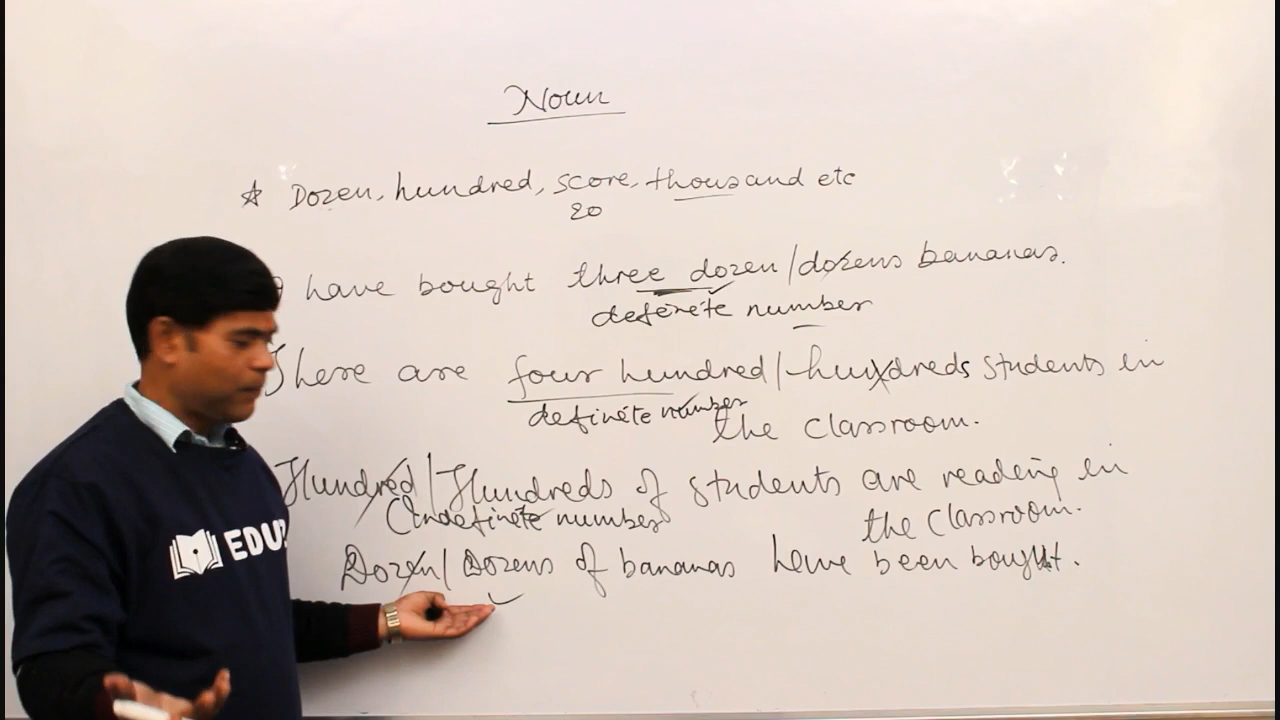 Noun
☆ Dozen, hundred, score, thousand etc
20
I have bought three dozen/dozens bananas.
definite number
There are four hundred/hundreds students in
definite number
the classroom.
Hundred/Hundreds of students are reading in
(Indefinite number
the classroom.
Dozen/Dozens of bananas have been bought.
EDU